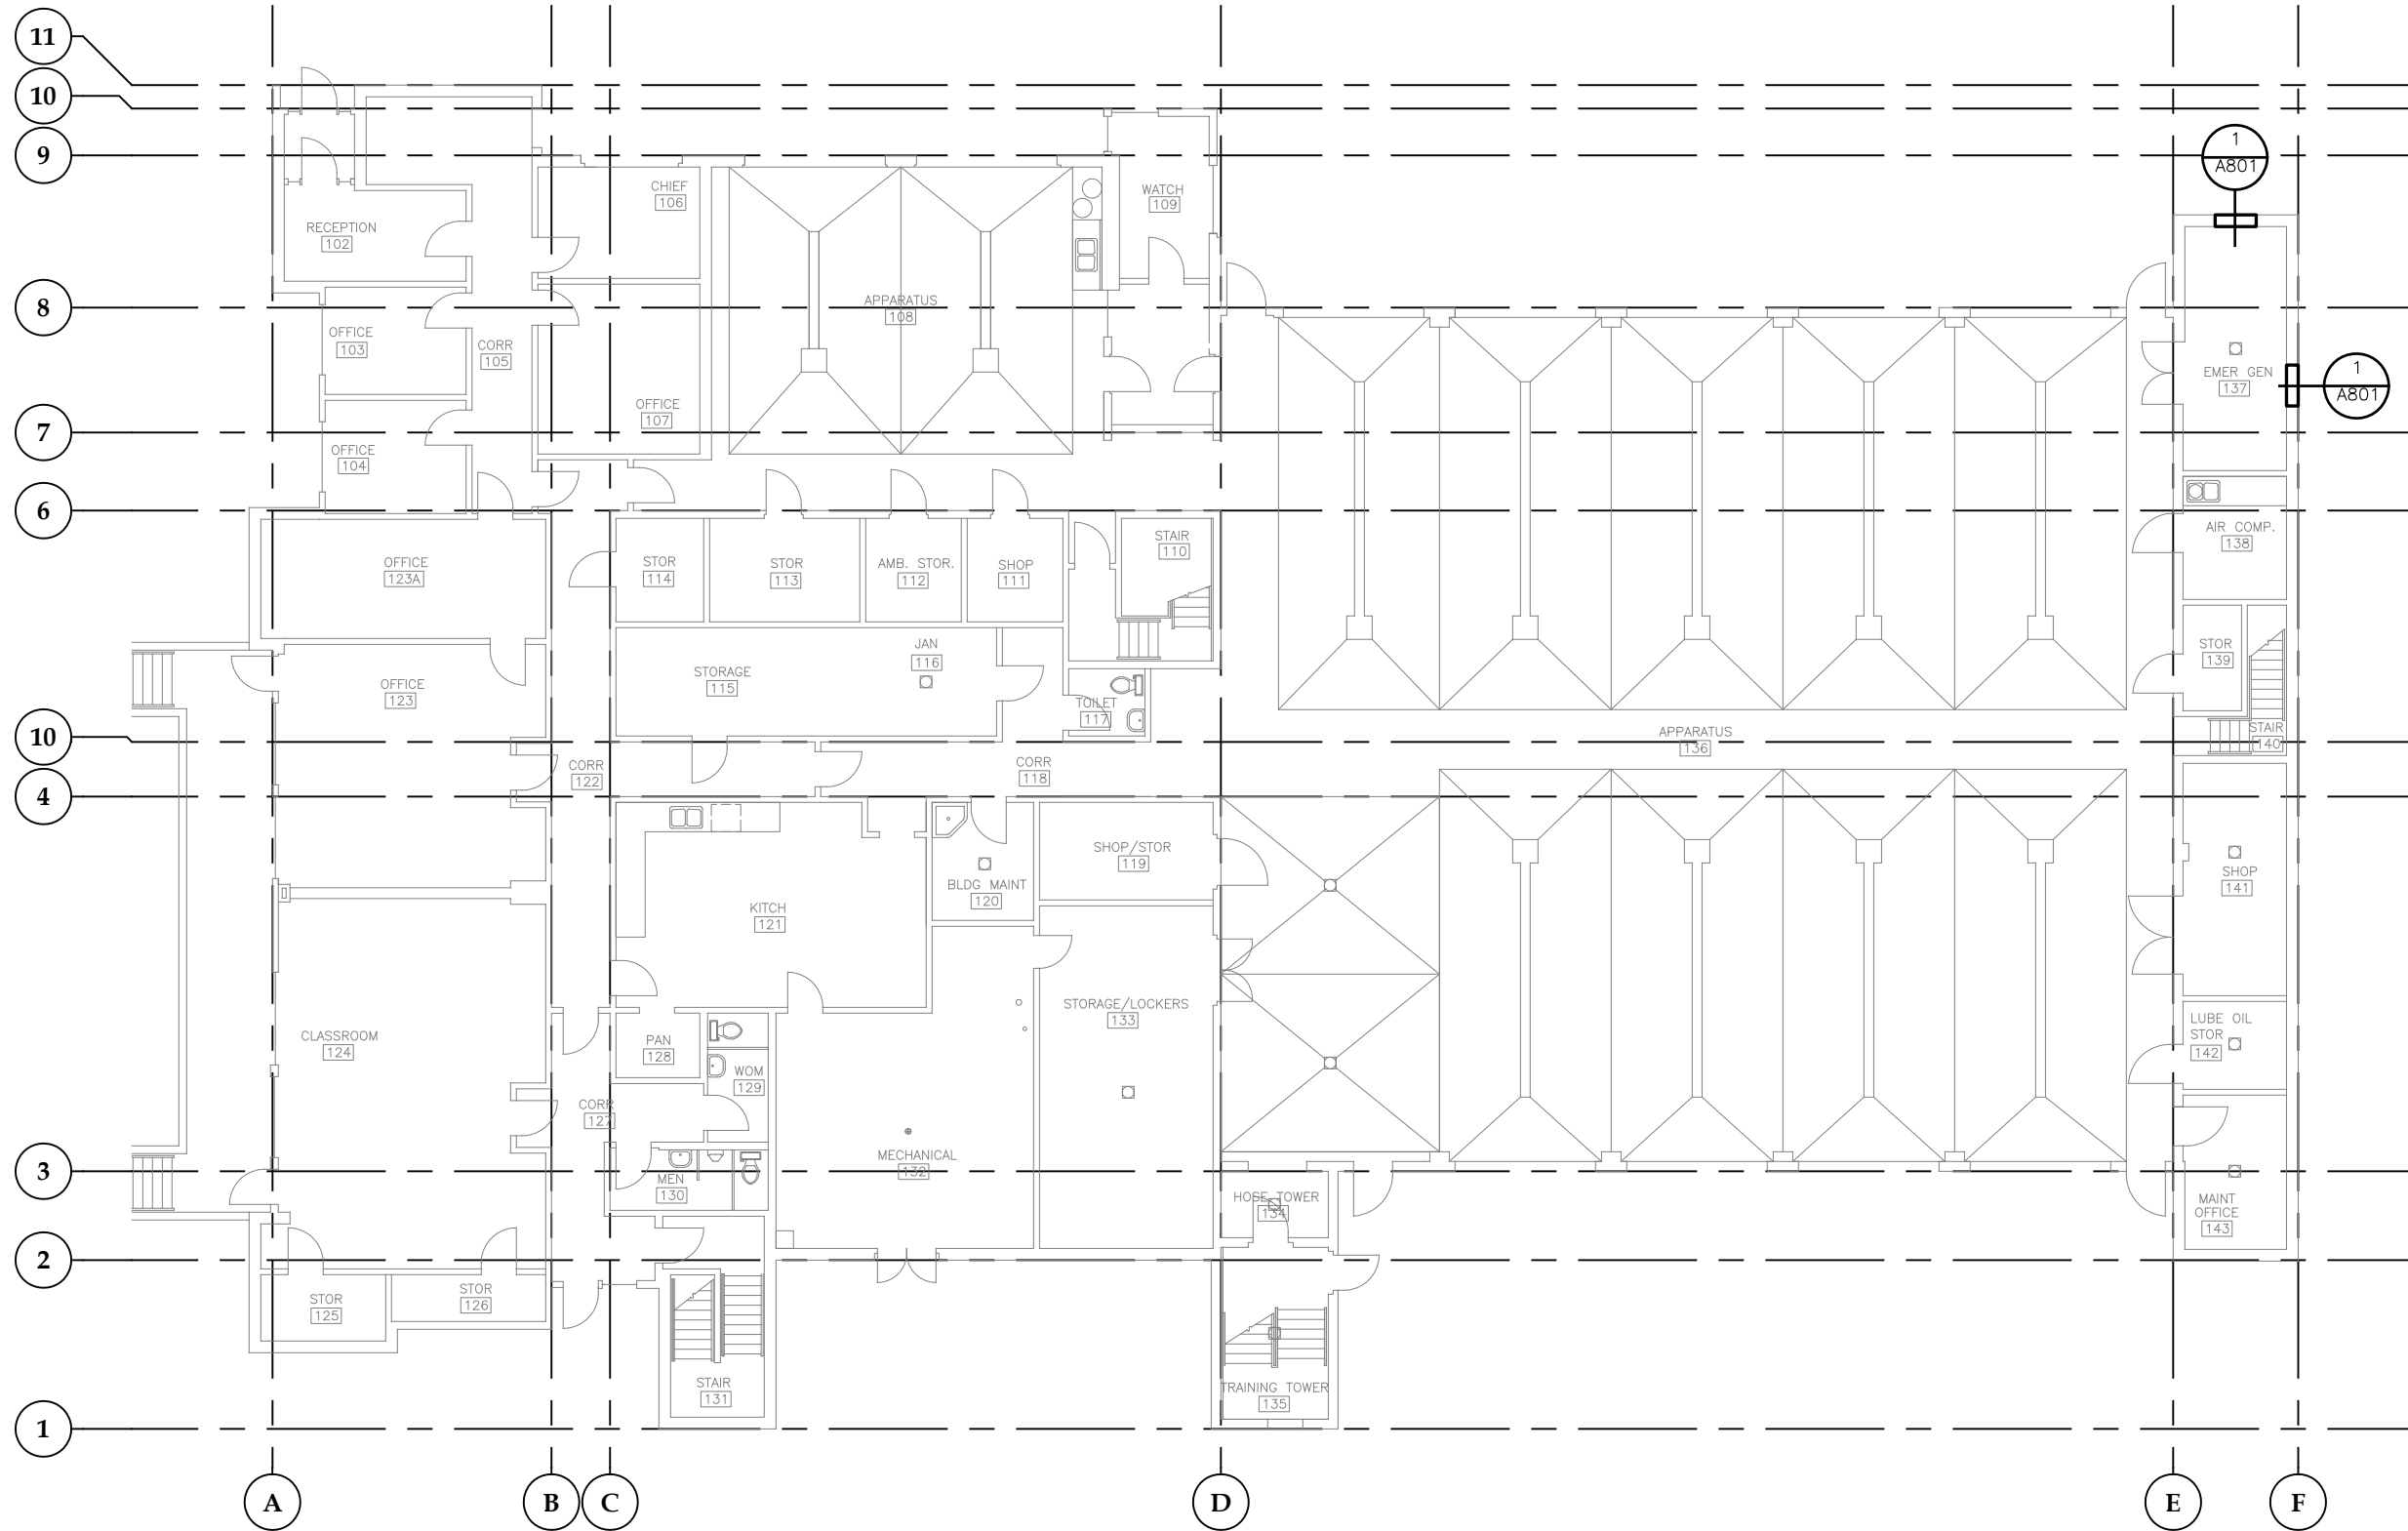 11
10
9
8
7
6
10
4
3
2
1
A
B
C
D
E
F
1
A801
1
A801
RECEPTION
102
CHIEF
106
WATCH
109
APPARATUS
108
OFFICE
103
CORR
105
OFFICE
107
OFFICE
104
EMER GEN
137
OFFICE
123A
STOR
114
STOR
113
AMB. STOR.
112
SHOP
111
STAIR
110
AIR COMP.
138
OFFICE
123
STORAGE
115
JAN
116
TOILET
117
STOR
139
STAIR
140
APPARATUS
136
CORR
122
CORR
118
KITCH
121
BLDG MAINT
120
SHOP/STOR
119
SHOP
141
CLASSROOM
124
STORAGE/LOCKERS
133
LUBE OIL
STOR
142
PAN
128
WOM
129
CORR
127
MECHANICAL
132
MEN
130
HOSE TOWER
134
MAINT
OFFICE
143
STOR
125
STOR
126
STAIR
131
TRAINING TOWER
135